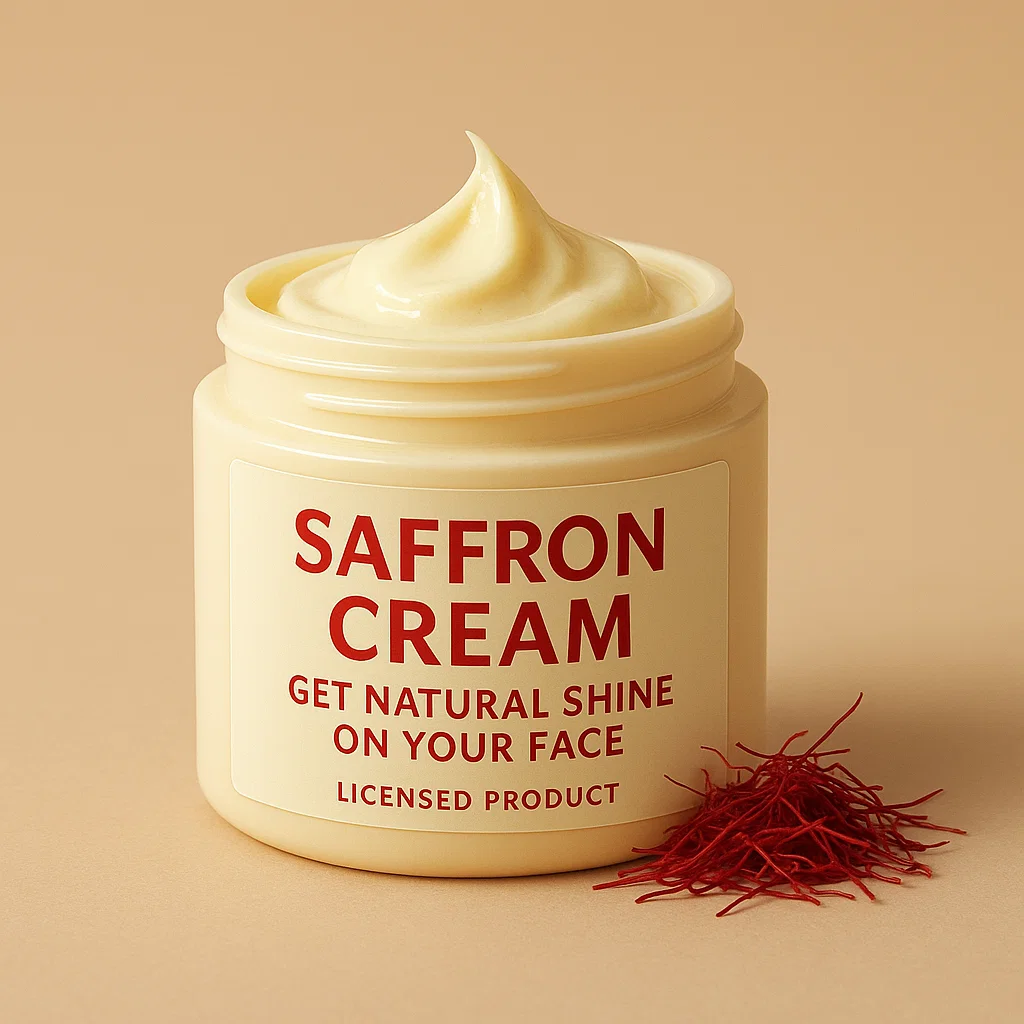 SAFFRON
CREAM
GET NATURAL SHINE
ON YOUR FACE
LICENSED PRODUCT